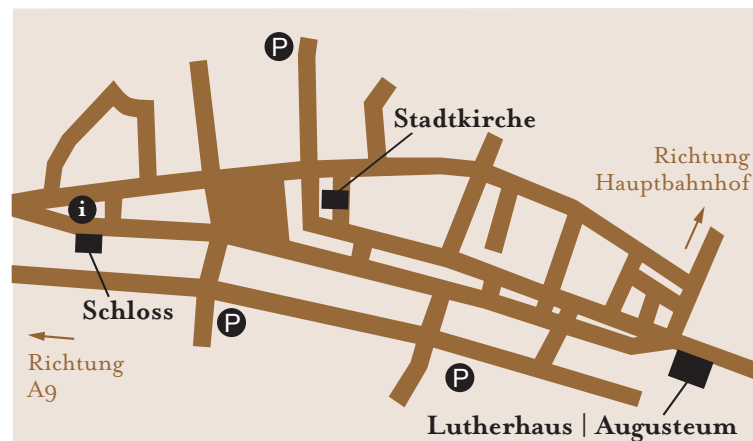 P
Stadtkirche
Richtung
Hauptbahnhof
i
Schloss
P
Richtung
A9
P
Lutherhaus | Augusteum